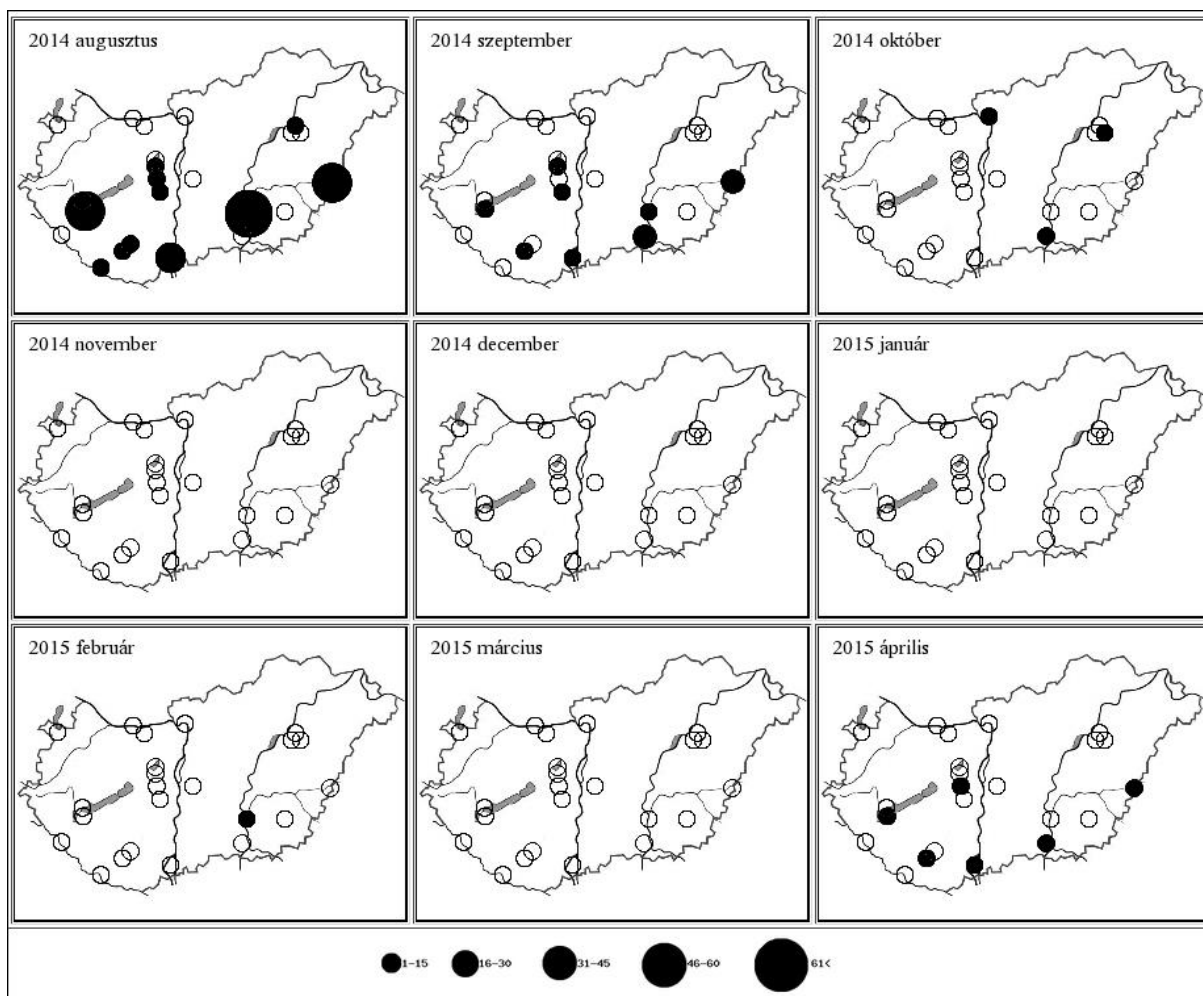 2014 augusztus
2014 szeptember
2014 október
2014 november
2014 december
2015 január
2015 február
2015 március
2015 április
1-15 16-30 31-45 46-60 61<